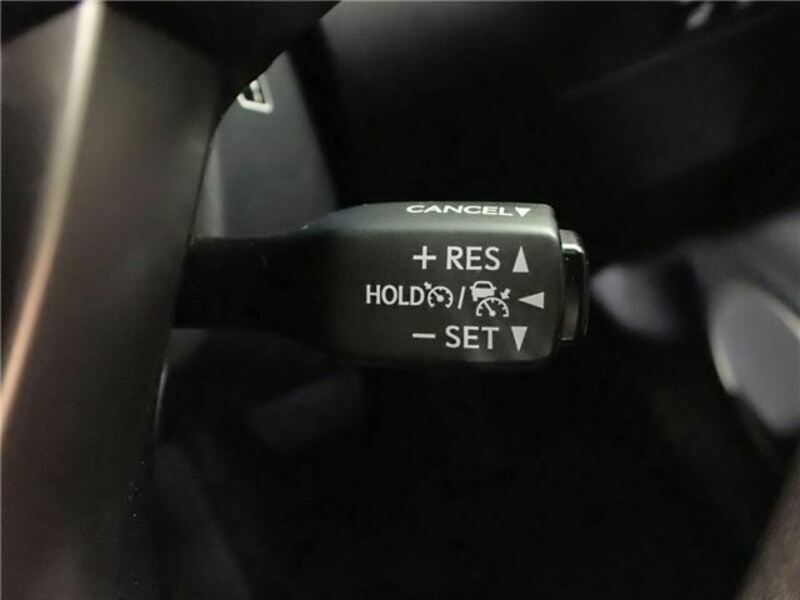 CANCEL▼
+ RES ▲
HOLD / ◄
− SET ▼